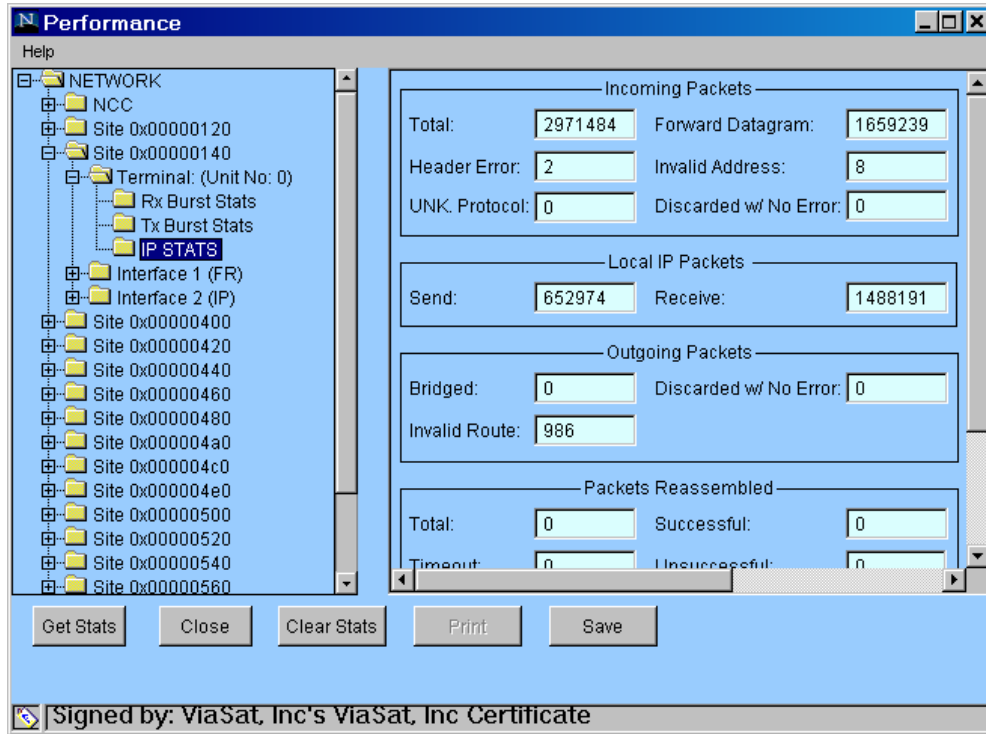 N Performance
Help
NETWORK
NCC
Site 0x00000120
Site 0x00000140
Terminal: (Unit No: 0)
Rx Burst Stats
Tx Burst Stats
IP STATS
Interface 1 (FR)
Interface 2 (IP)
Site 0x00000400
Site 0x00000420
Site 0x00000440
Site 0x00000460
Site 0x00000480
Site 0x000004a0
Site 0x000004c0
Site 0x000004e0
Site 0x00000500
Site 0x00000520
Site 0x00000540
Site 0x00000560
Incoming Packets
Total: 2971484 Forward Datagram: 1659239
Header Error: 2 Invalid Address: 8
UNK. Protocol: 0 Discarded w/ No Error: 0
Local IP Packets
Send: 652974 Receive: 1488191
Outgoing Packets
Bridged: 0 Discarded w/ No Error: 0
Invalid Route: 986
Packets Reassembled
Total: 0 Successful: 0
Timeout: 0 Unsuccessful: 0
Get Stats Close Clear Stats Print Save
Signed by: ViaSat, Inc's ViaSat, Inc Certificate